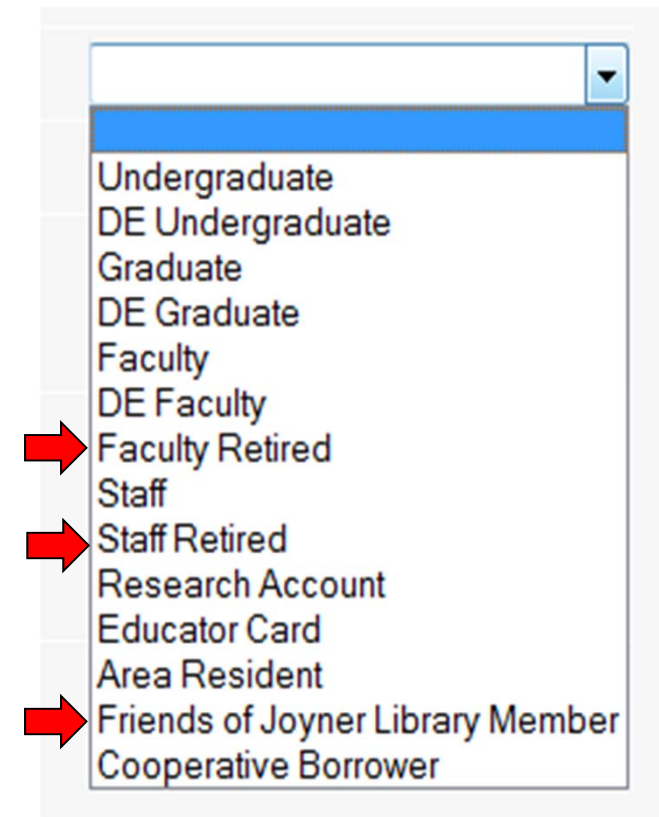 Undergraduate
DE Undergraduate
Graduate
DE Graduate
Faculty
DE Faculty
Faculty Retired
Staff
Staff Retired
Research Account
Educator Card
Area Resident
Friends of Joyner Library Member
Cooperative Borrower